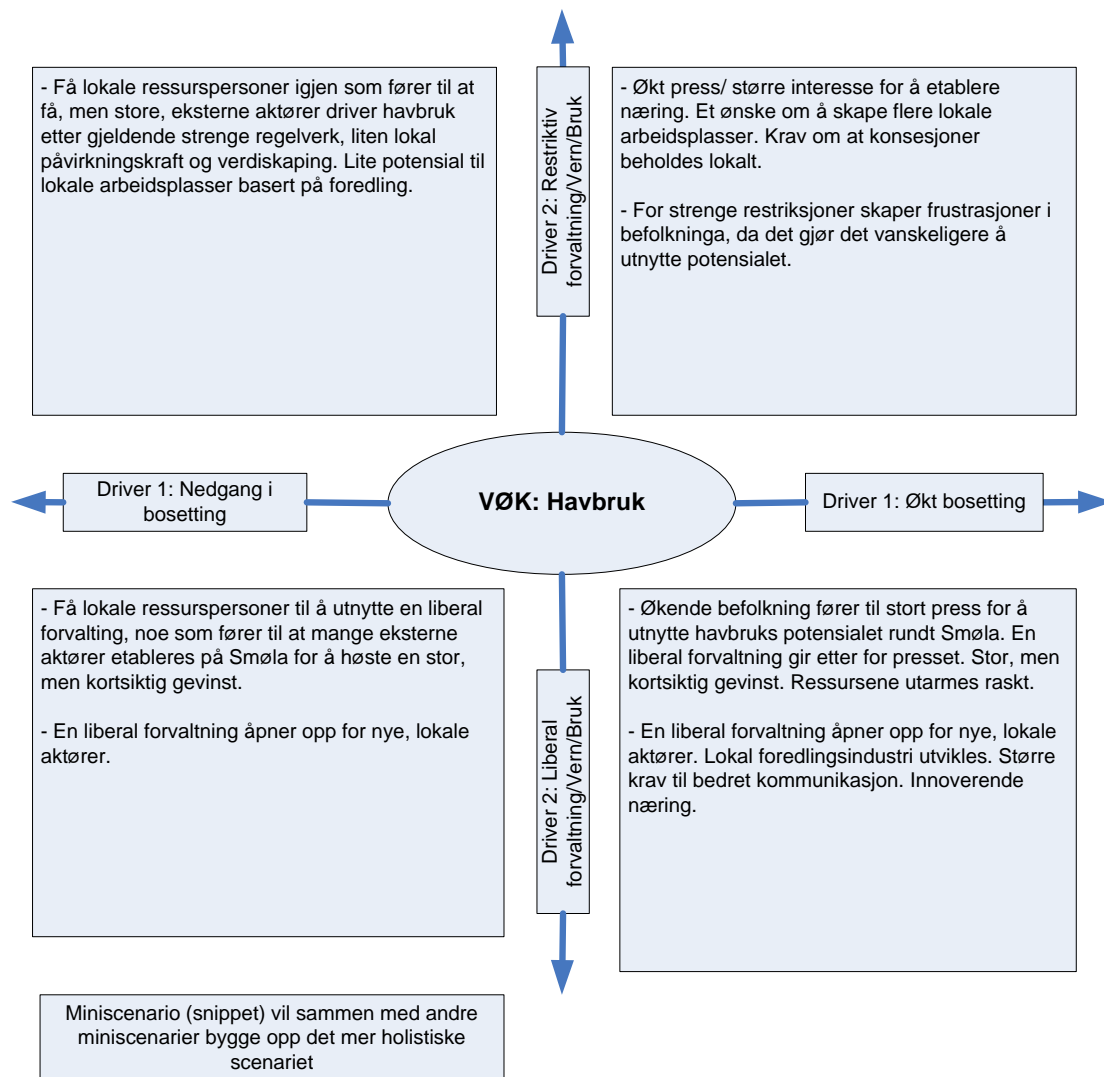 - Få lokale ressurspersoner igjen som fører til at
få, men store, eksterne aktører driver havbruk
etter gjeldende strenge regelverk, liten lokal
påvirkningskraft og verdiskaping. Lite potensial til
lokale arbeidsplasser basert på foredling.
Driver 2: Restriktiv
forvaltning/Vern/Bruk
- Økt press/ større interesse for å etablere
næring. Et ønske om å skape flere lokale
arbeidsplasser. Krav om at konsesjoner
beholdes lokalt.
- For strenge restriksjoner skaper frustrasjoner i
befolkninga, da det gjør det vanskeligere å
utnytte potensialet.
Driver 1: Nedgang i
bosetting
VØK: Havbruk
Driver 1: Økt bosetting
- Få lokale ressurspersoner til å utnytte en liberal
forvalting, noe som fører til at mange eksterne
aktører etableres på Smøla for å høste en stor,
men kortsiktig gevinst.
- En liberal forvaltning åpner opp for nye, lokale
aktører.
Driver 2: Liberal
forvaltning/Vern/Bruk
- Økende befolkning fører til stort press for å
utnytte havbruks potensialet rundt Smøla. En
liberal forvaltning gir etter for presset. Stor, men
kortsiktig gevinst. Ressursene utarmes raskt.
- En liberal forvaltning åpner opp for nye, lokale
aktører. Lokal foredlingsindustri utvikles. Større
krav til bedret kommunikasjon. Innoverende
næring.
Miniscenario (snippet) vil sammen med andre
miniscenarier bygge opp det mer holistiske
scenariet